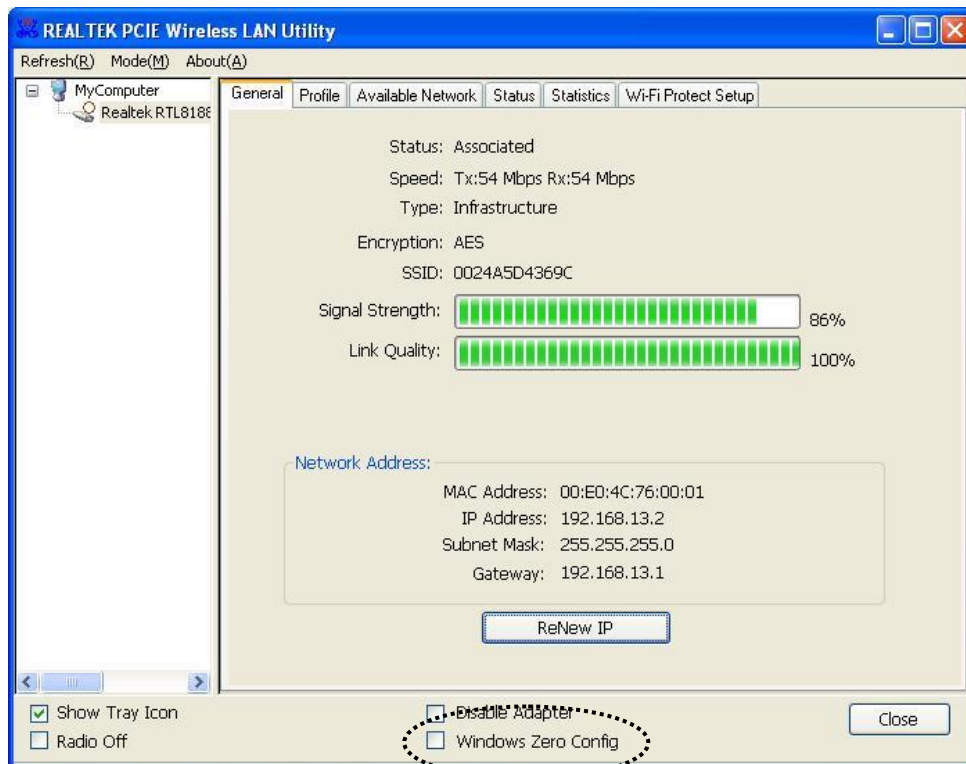 REALTEK PCIE Wireless LAN Utility
Refresh(R) Mode(M) About(A)
MyComputer
Realtek RTL8188
General Profile Available Network Status Statistics Wi-Fi Protect Setup
Status: Associated
Speed: Tx:54 Mbps Rx:54 Mbps
Type: Infrastructure
Encryption: AES
SSID: 0024A5D4369C
Signal Strength: 86%
Link Quality: 100%
Network Address:
MAC Address: 00:E0:4C:76:00:01
IP Address: 192.168.13.2
Subnet Mask: 255.255.255.0
Gateway: 192.168.13.1
ReNew IP
Show Tray Icon
Radio Off
Disable Adapter
Windows Zero Config
Close